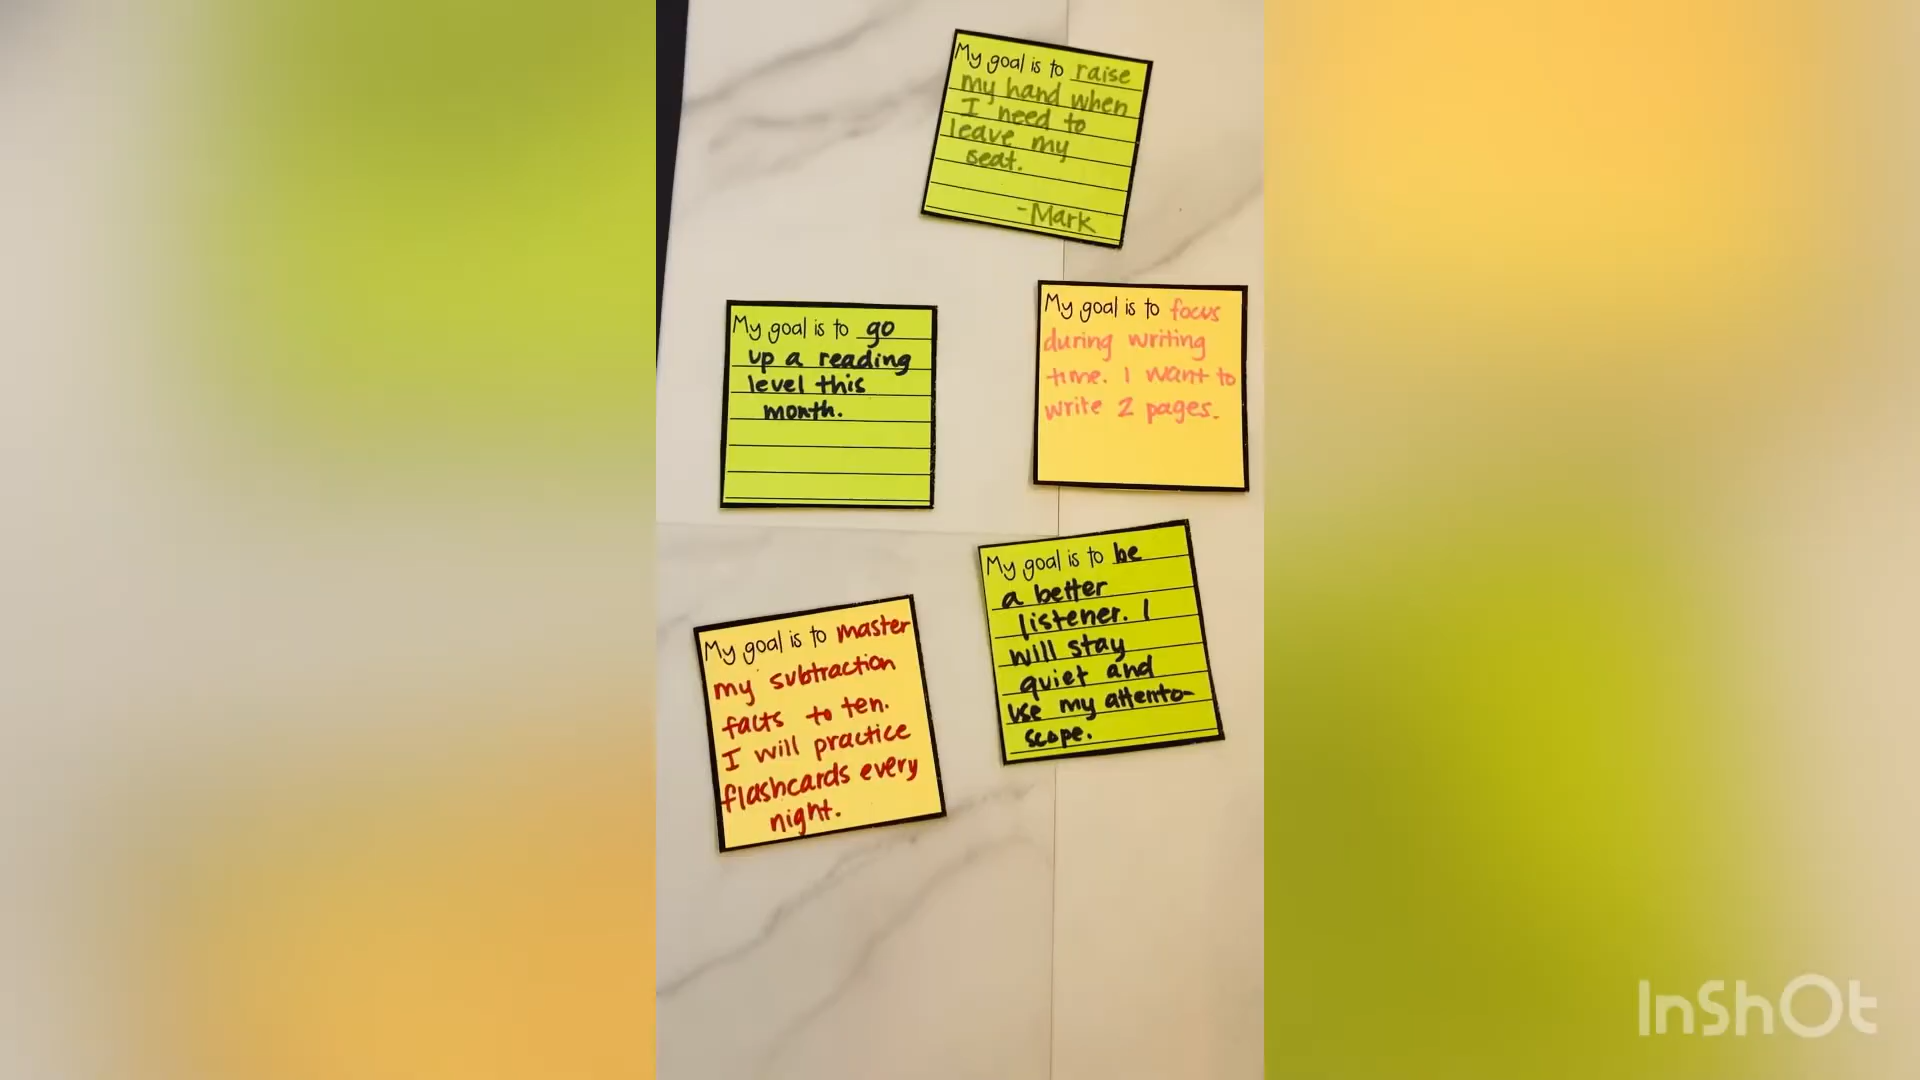 My goal is to raise
my hand when
I need to
leave my
seat.
-Mark
My goal is to go
up a reading
level this
month.
My goal is to focus
during writing
time. I want to
write 2 pages.
My goal is to be
a better
listener. I
will stay
quiet and
use my attento-
scope.
My goal is to master
my subtraction
facts to ten.
I will practice
flashcards every
night.
InShOt